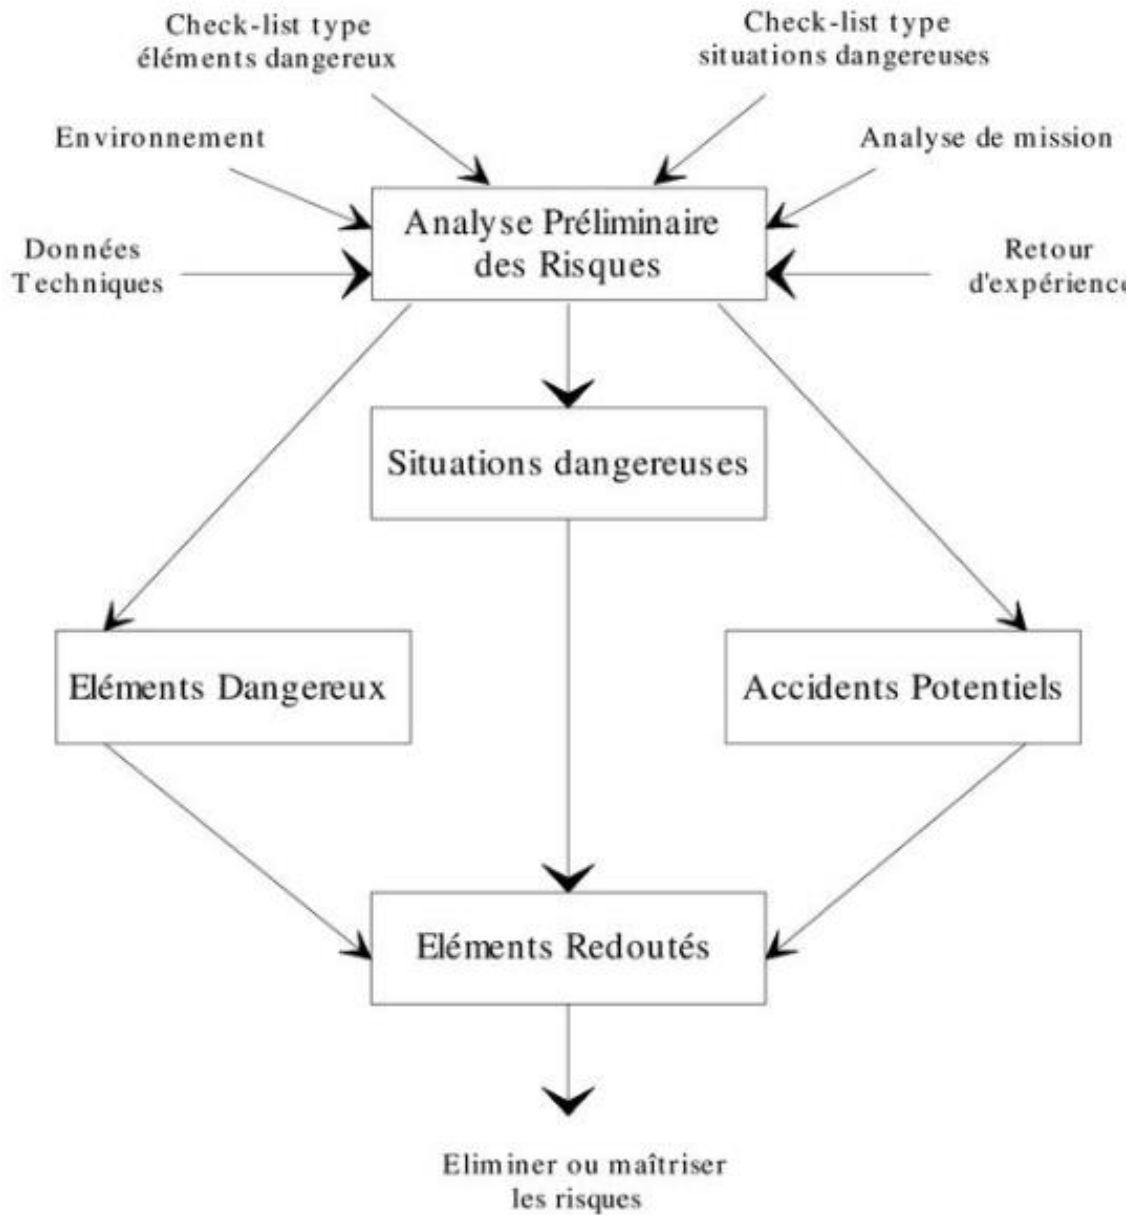 Check-list type
éléments dangereux
Check-list type
situations dangereuses
Environnement
Analyse de mission
Analyse Préliminaire
des Risques
Données
Techniques
Retour
d'expérience
Situations dangereuses
Eléments Dangereux
Accidents Potentiels
Eléments Redoutés
Eliminer ou maîtriser
les risques